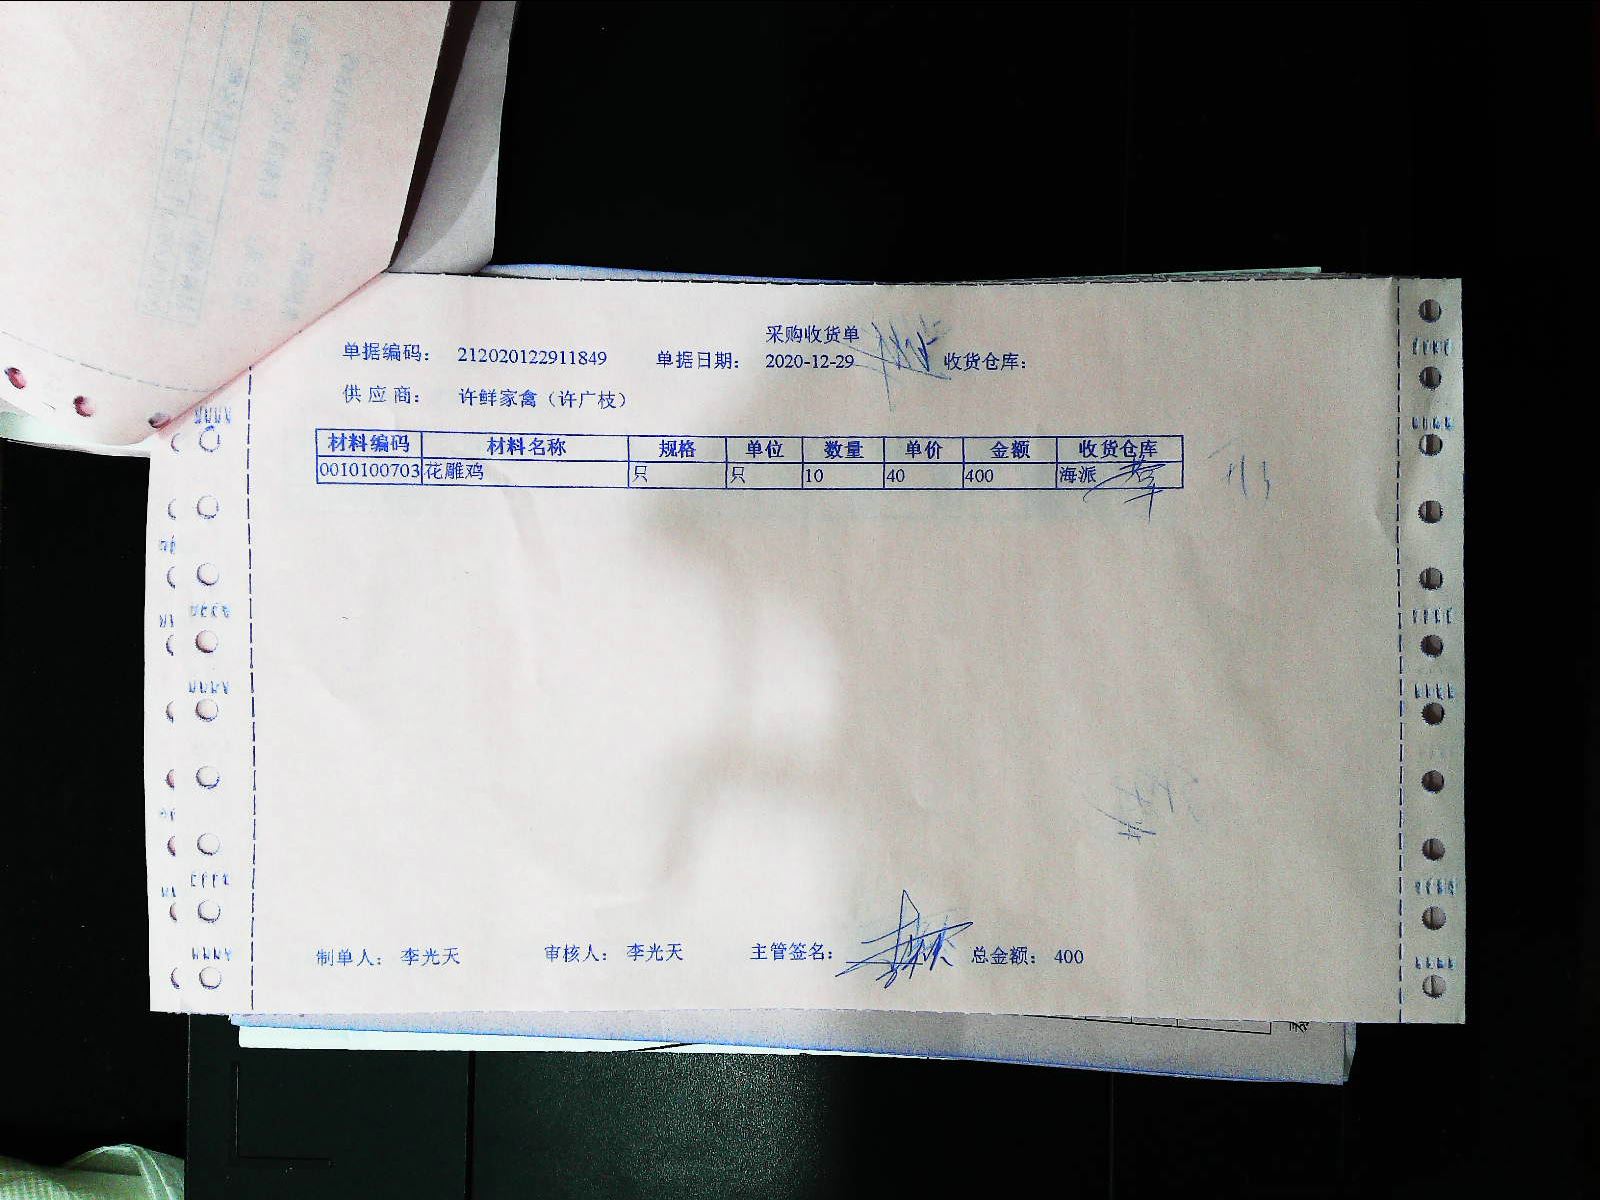 采购收货单
单据编码： 212020122911849 单据日期： 2020-12-29 收货仓库：
供应商： 许鲜家禽（许广枝）
材料编码 材料名称 规格 单位 数量 单价 金额 收货仓库
0010100703 花雕鸡 只 只 10 40 400 海派
制单人： 李光天 审核人： 李光天 主管签名： 总金额： 400